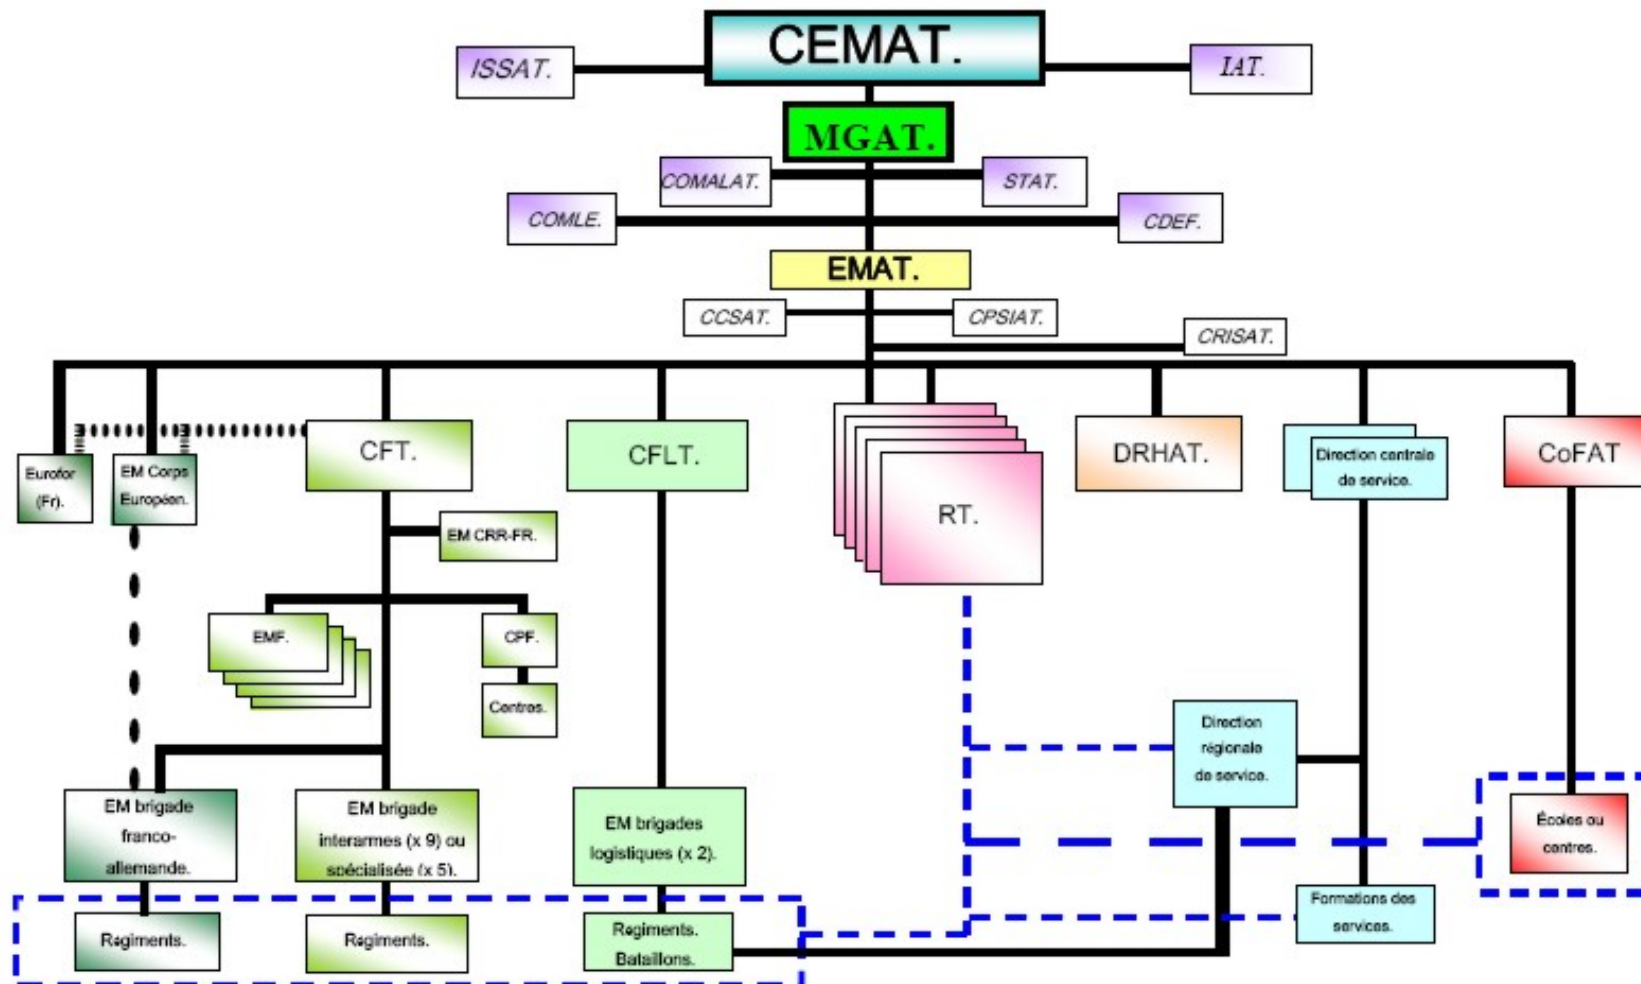 CEMAT.
ISSAT.
IAT.
MGAT.
COMALAT.
STAT.
COMLE.
CDEF.
EMAT.
CCSAT.
CPSIAT.
CRISAT.
Eurofor
(Fr).
EM Corps
Européen.
CFT.
CFLT.
RT.
DRHAT.
Direction centrale
de service.
CoFAT
EM CRR-FR.
EMF.
CPF.
Centres.
Direction
régionale
de service.
EM brigade
franco-
allemande.
EM brigade
interarmes (x 9) ou
spécialisée (x 5).
EM brigades
logistiques (x 2).
Écoles ou
centres.
Régiments.
Régiments.
Régiments.
Bataillons.
Formations des
services.